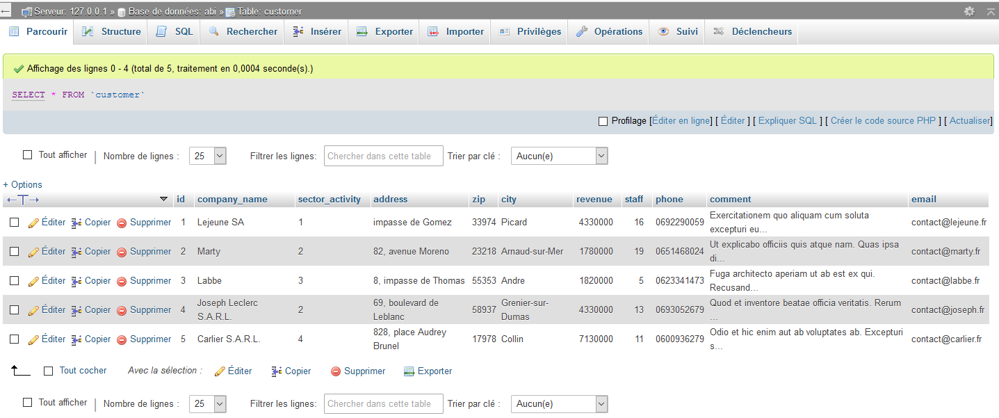 Serveur: 127.0.0.1 » Base de données: abi » Table: customer
Parcourir Structure SQL Rechercher Insérer Exporter Importer Privilèges Opérations Suivi Déclencheurs
Affichage des lignes 0 - 4 (total de 5, traitement en 0,0004 seconde(s).)
SELECT * FROM `customer`
Profilage [Éditer en ligne] [ Éditer ] [ Expliquer SQL ] [ Créer le code source PHP ] [ Actualiser]
Tout afficher | Nombre de lignes : 25 Filtrer les lignes: Chercher dans cette table Trier par clé : Aucun(e)
+ Options
←T→ id company_name sector_activity address zip city revenue staff phone comment email
Éditer Copier Supprimer 1 Lejeune SA 1 impasse de Gomez 33974 Picard 4330000 16 0692290059 Exercitationem quo aliquam cum soluta
excepturi eu... contact@lejeune.fr
Éditer Copier Supprimer 2 Marty 2 82, avenue Moreno 23218 Arnaud-sur-Mer 1780000 19 0651468024 Ut explicabo officiis quis atque nam. Quas ipsa
di... contact@marty.fr
Éditer Copier Supprimer 3 Labbe 3 8, impasse de Thomas 55353 Andre 1820000 5 0623341473 Fuga architecto aperiam ut ab est ex qui.
Recusand... contact@labbe.fr
Éditer Copier Supprimer 4 Joseph Leclerc
S.A.R.L. 2 69, boulevard de
Leblanc 58937 Grenier-sur-
Dumas 4330000 13 0693052679 Quod et inventore beatae officia veritatis. Rerum
... contact@joseph.fr
Éditer Copier Supprimer 5 Carlier S.A.R.L. 4 828, place Audrey
Brunel 17978 Collin 7130000 11 0600936279 Odio et hic enim aut ab voluptates ab. Excepturi
s... contact@carlier.fr
Tout cocher Avec la sélection : Éditer Copier Supprimer Exporter
Tout afficher | Nombre de lignes : 25 Filtrer les lignes: Chercher dans cette table Trier par clé : Aucun(e)